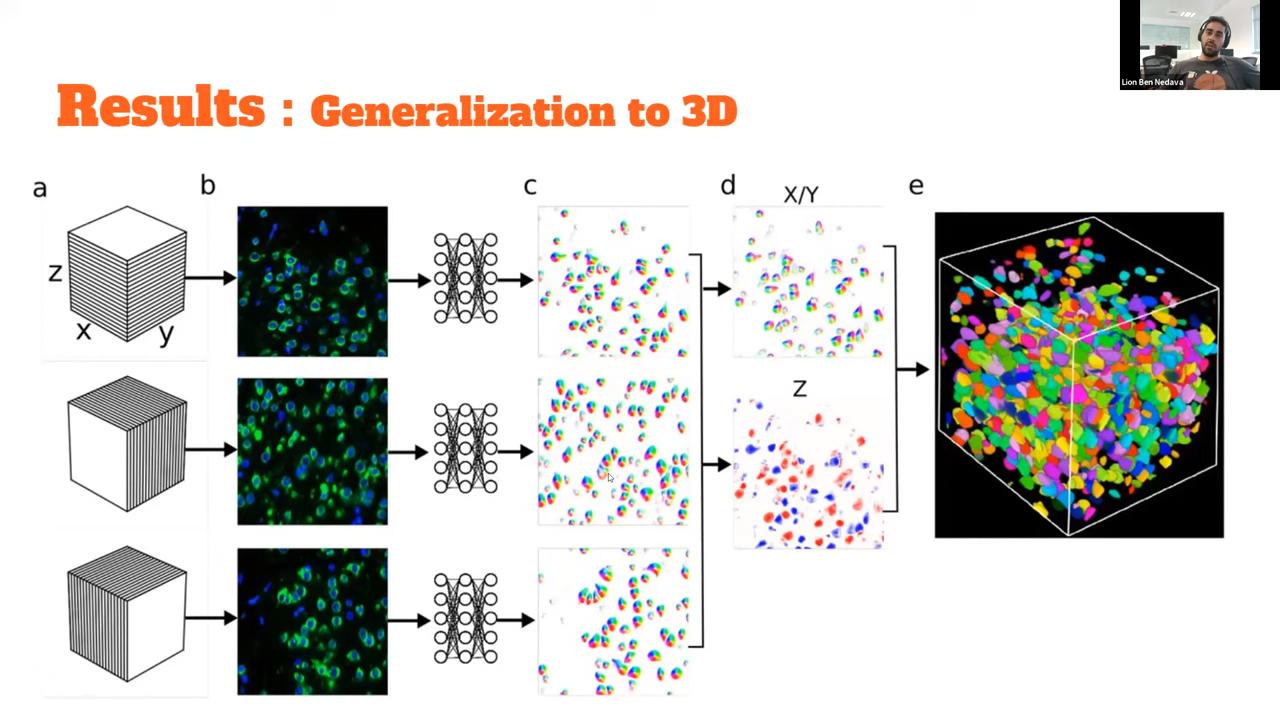 Lion Ben Nedava
Results : Generalization to 3D
a
b
c
d
e
X/Y
z
x
y
Z